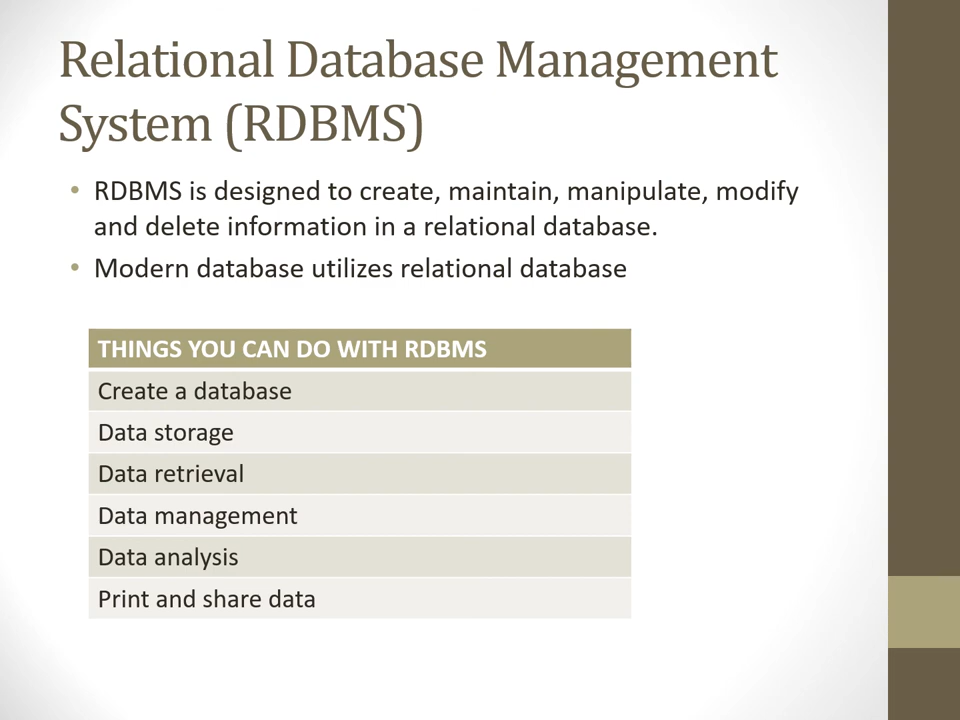 Relational Database Management
System (RDBMS)
• RDBMS is designed to create, maintain, manipulate, modify
and delete information in a relational database.
• Modern database utilizes relational database
THINGS YOU CAN DO WITH RDBMS
Create a database
Data storage
Data retrieval
Data management
Data analysis
Print and share data